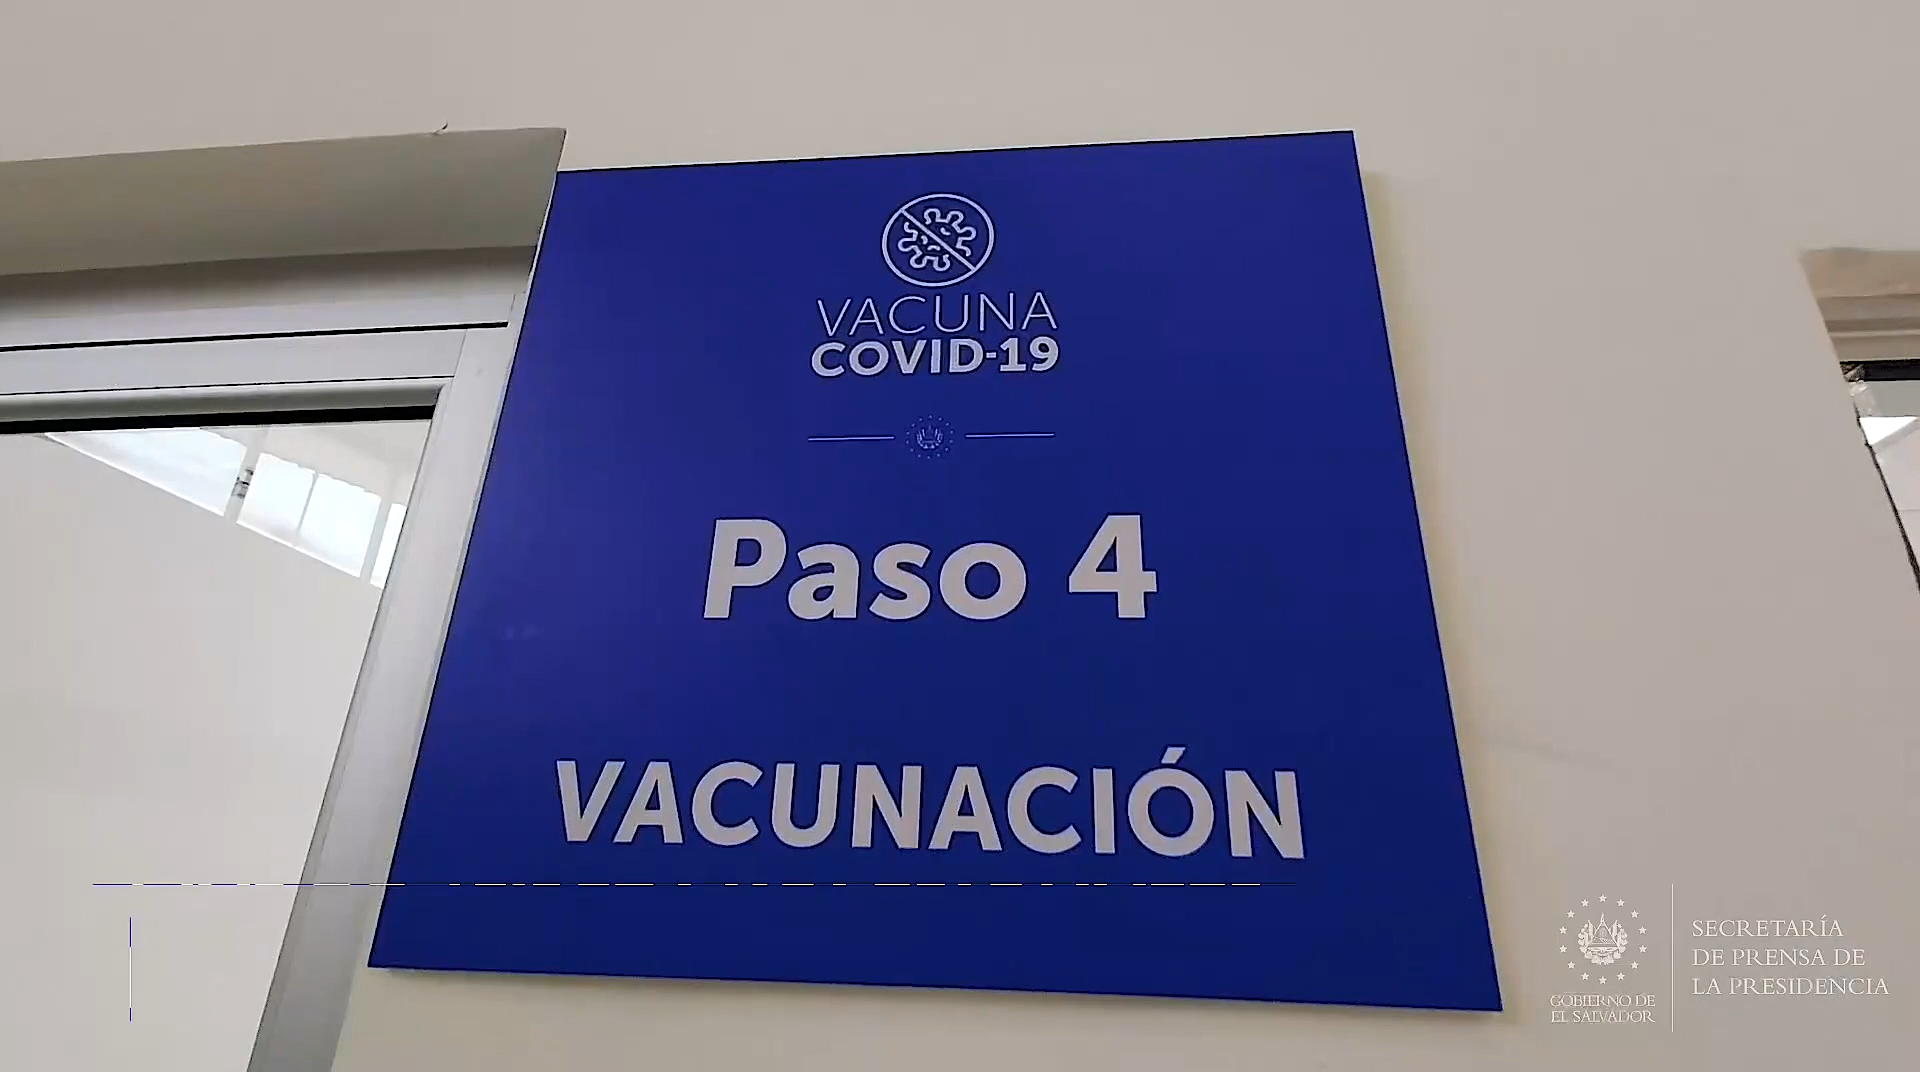 VACUNA
COVID-19
Paso 4
VACUNACIÓN
GOBIERNO DE
EL SALVADOR
SECRETARÍA
DE PRENSA DE
LA PRESIDENCIA